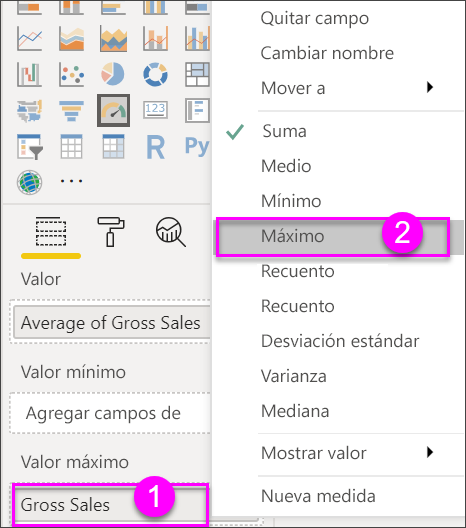 123
R
Py
...
Valor
Average of Gross Sales
Valor mínimo
Agregar campos de
Valor máximo
1
Gross Sales
Quitar campo
Cambiar nombre
Mover a
Suma
Medio
Mínimo
Máximo
2
Recuento
Recuento
Desviación estándar
Varianza
Mediana
Mostrar valor
Nueva medida